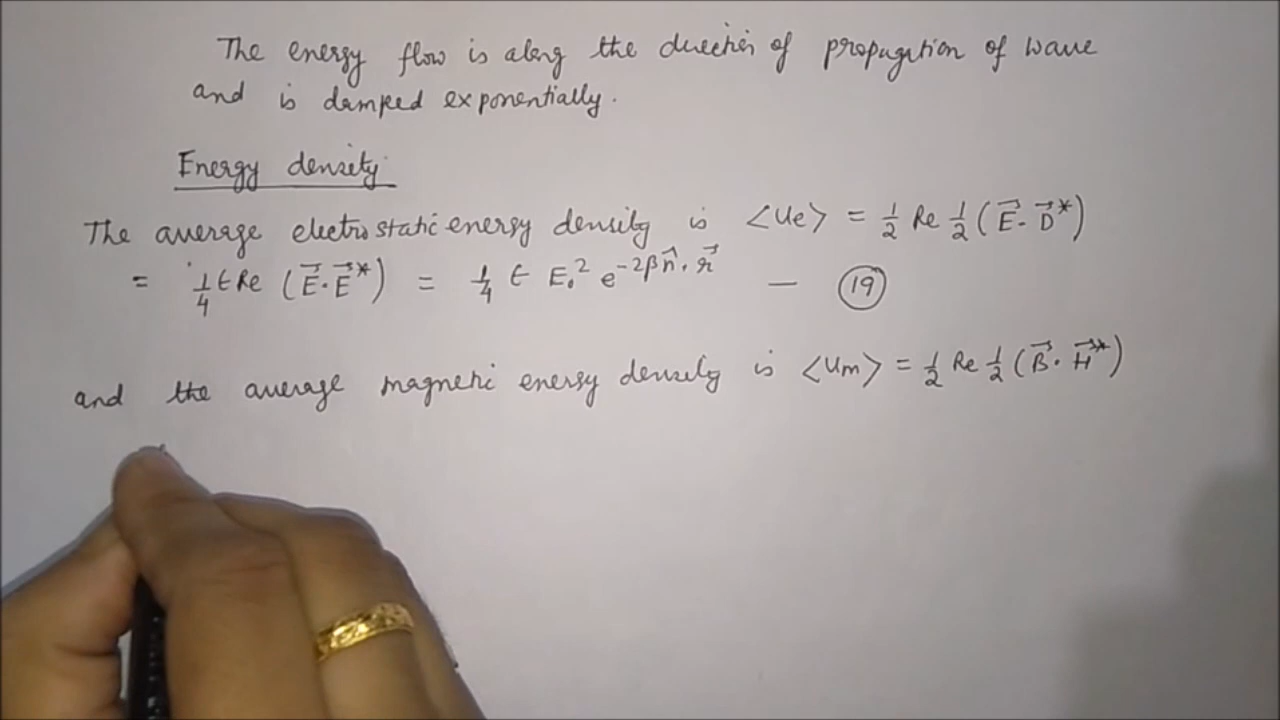 The energy flow is along the direction of propagation of wave
and is damped exponentially.
Energy density
The average electrostatic energy density is <Ue> = 1/2 Re 1/2 (E⃗ · D⃗*)
= 1/4 ∈ Re (E⃗ · E⃗*) = 1/4 ∈ E₀² e^(-2β n̂ · r⃗) — (19)
and the average magnetic energy density is <Um> = 1/2 Re 1/2 (B⃗ · H⃗*)